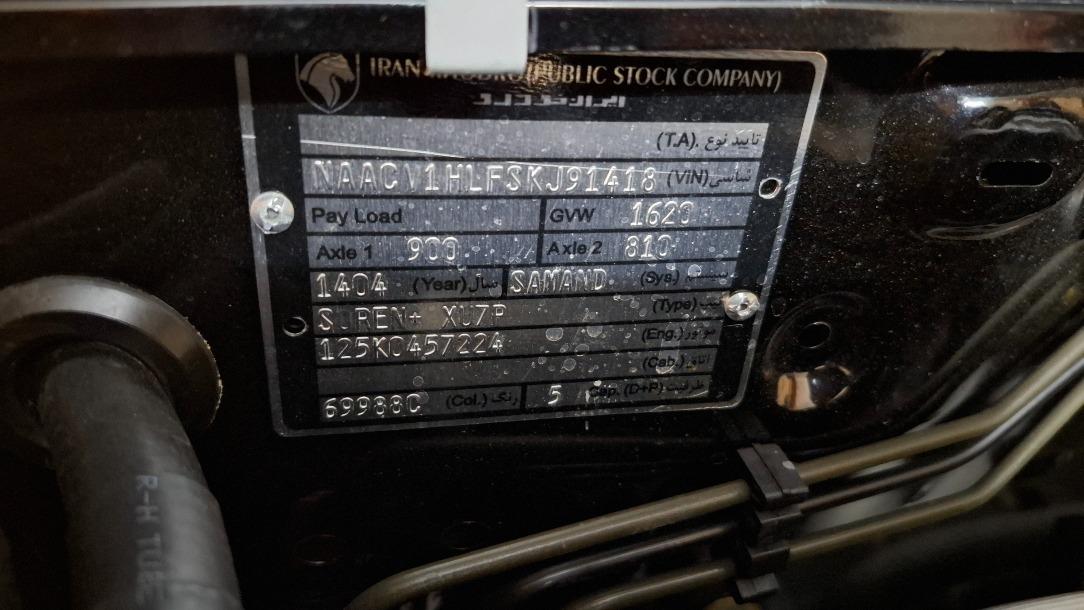 IRAN KHODRO (PUBLIC STOCK COMPANY)
ایران خودرو
تایید نوع (T.A.)
NAACV1HLFSKJ91418 شاسی (VIN)
Pay Load GVW 1620
Axle 1 900 Axle 2 810
1404 سال (Year) SAMAND سیستم (Sys)
SUREN+ XU7P تیپ (Type)
125K0457224 موتور (Eng.)
اتاق (Cab.)
69988C رنگ (Col.) 5 ظرفیت Cap. (D+P)
R-H TUE